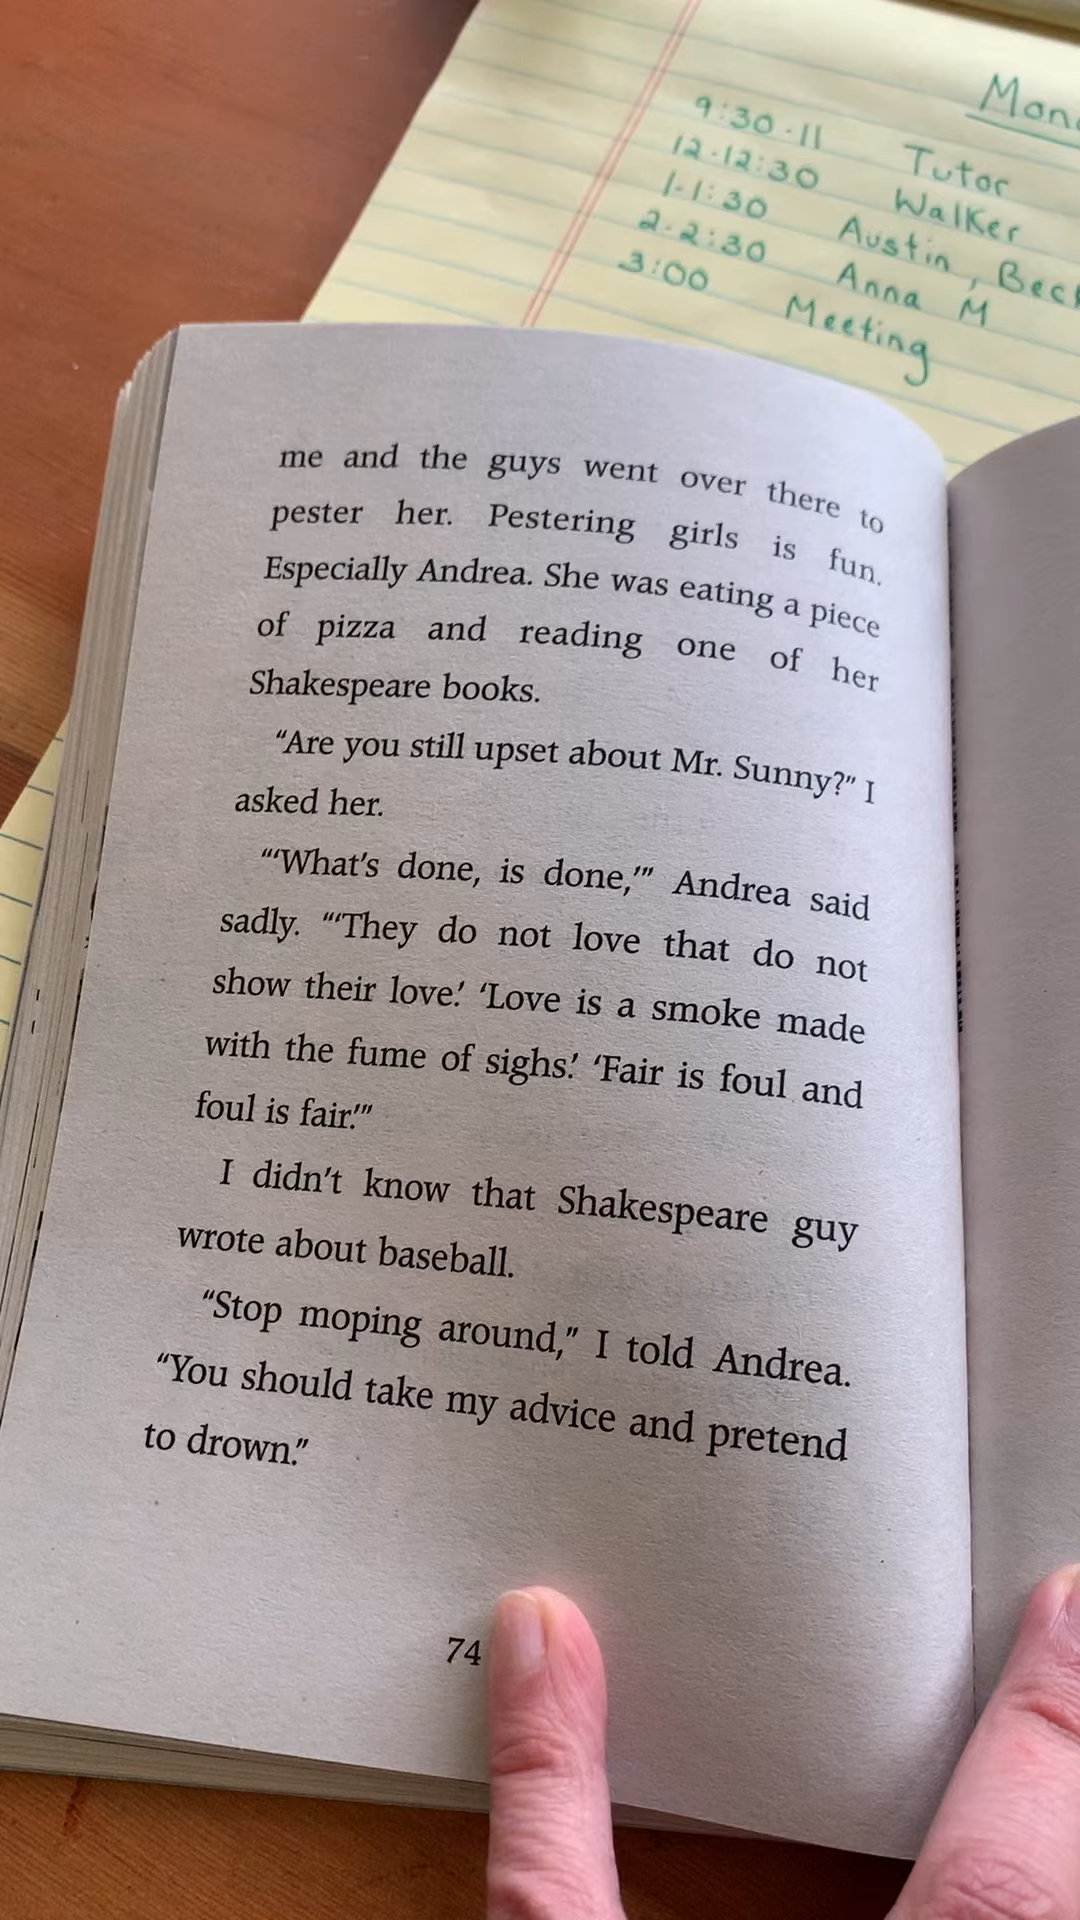 Mon
9:30-11 Tutor
12-12:30 Walker
1-1:30 Austin, Beck
2-2:30 Anna M
3:00 Meeting
me and the guys went over there to
pester her. Pestering girls is fun.
Especially Andrea. She was eating a piece
of pizza and reading one of her
Shakespeare books.
“Are you still upset about Mr. Sunny?” I
asked her.
“‘What’s done, is done,’” Andrea said
sadly. “‘They do not love that do not
show their love.’ ‘Love is a smoke made
with the fume of sighs.’ ‘Fair is foul and
foul is fair.’”
I didn’t know that Shakespeare guy
wrote about baseball.
“Stop moping around,” I told Andrea.
“You should take my advice and pretend
to drown.”
74